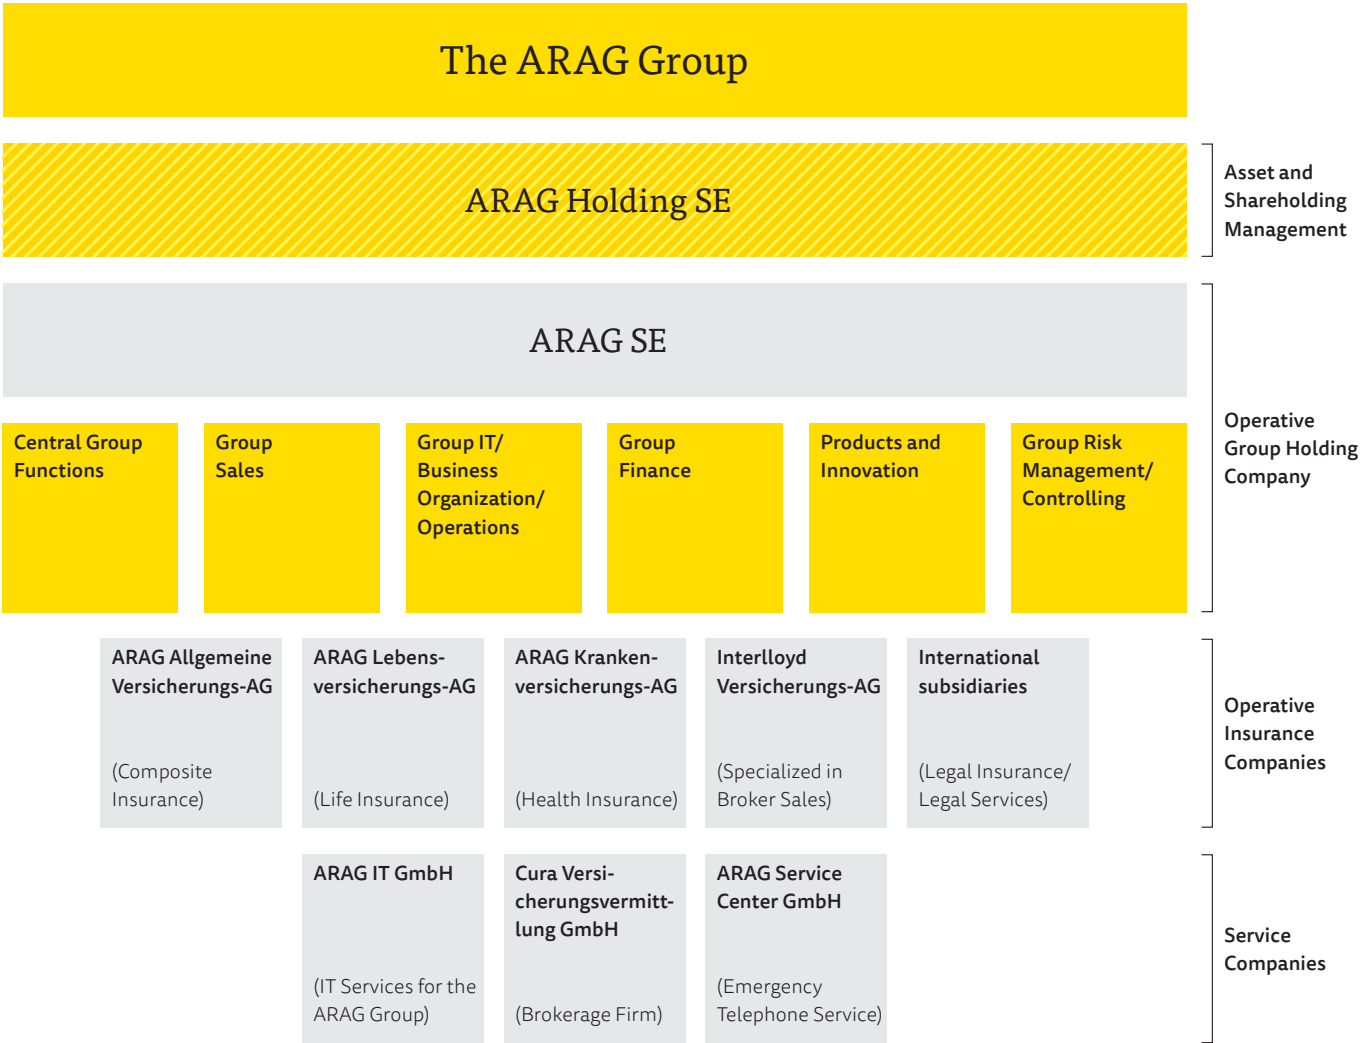 The ARAG Group
ARAG Holding SE
Asset and
Shareholding
Management
ARAG SE
Operative
Group Holding
Company
Central Group
Functions
Group
Sales
Group IT/
Business
Organization/
Operations
Group
Finance
Products and
Innovation
Group Risk
Management/
Controlling
ARAG Allgemeine
Versicherungs-AG
(Composite
Insurance)
ARAG Lebens-
versicherungs-AG
(Life Insurance)
ARAG Kranken-
versicherungs-AG
(Health Insurance)
Interlloyd
Versicherungs-AG
(Specialized in
Broker Sales)
International
subsidiaries
(Legal Insurance/
Legal Services)
Operative
Insurance
Companies
ARAG IT GmbH
(IT Services for the
ARAG Group)
Cura Versi-
cherungsvermitt-
lung GmbH
(Brokerage Firm)
ARAG Service
Center GmbH
(Emergency
Telephone Service)
Service
Companies